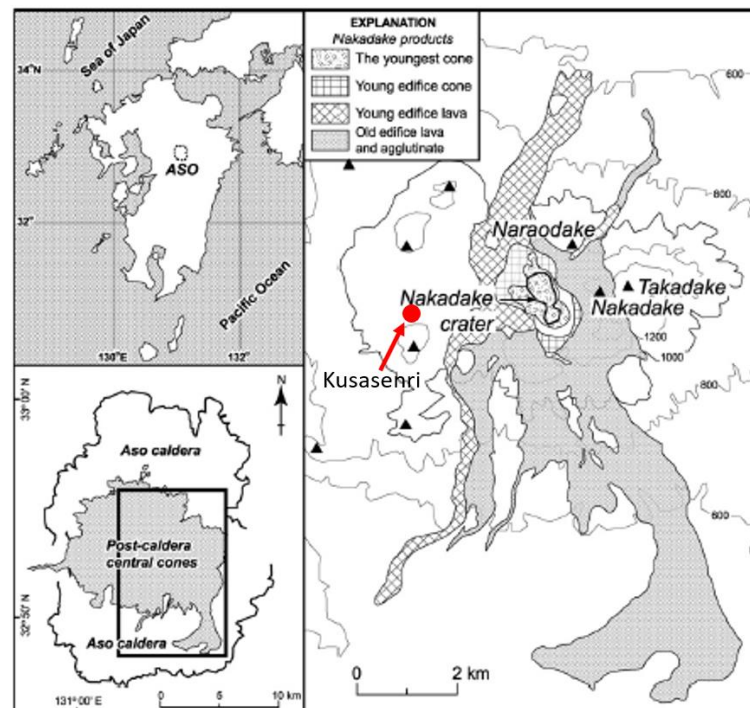 Sea of Japan
34°N
ASO
32°
Pacific Ocean
130°E
132°
EXPLANATION
Nakadake products
The youngest cone
Young edifice cone
Young edifice lava
Old edifice lava
and agglutinate
600
800
Naraodake
Nakadake
crater
Takadake
Nakadake
1200
1000
Kusasehri
800
600
0
2 km
33°00'
N
Aso caldera
Post-caldera
central cones
32°50'
Aso caldera
131°00'E
0
5
10 km